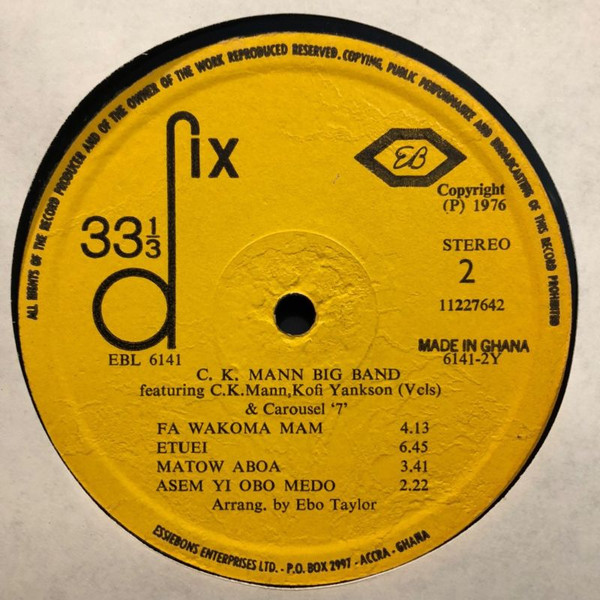 ALL RIGHTS OF THE RECORD PRODUCER AND OF THE OWNER OF THE WORK REPRODUCED RESERVED. COPYING, PUBLIC PERFORMANCE AND BROADCASTING OF THIS RECORD PROHIBITED
dix
EB
Copyright
(P) 1976
33 1/3
STEREO
2
11227642
EBL 6141
MADE IN GHANA
6141-2Y
C. K. MANN BIG BAND
featuring C.K.Mann,Kofi Yankson (Vcls)
& Carousel '7'
FA WAKOMA MAM 4.13
ETUEI 6.45
MATOW ABOA 3.41
ASEM YI OBO MEDO 2.22
Arrang. by Ebo Taylor
ESSIEBONS ENTERPRISES LTD. - P.O. BOX 2997 - ACCRA - GHANA